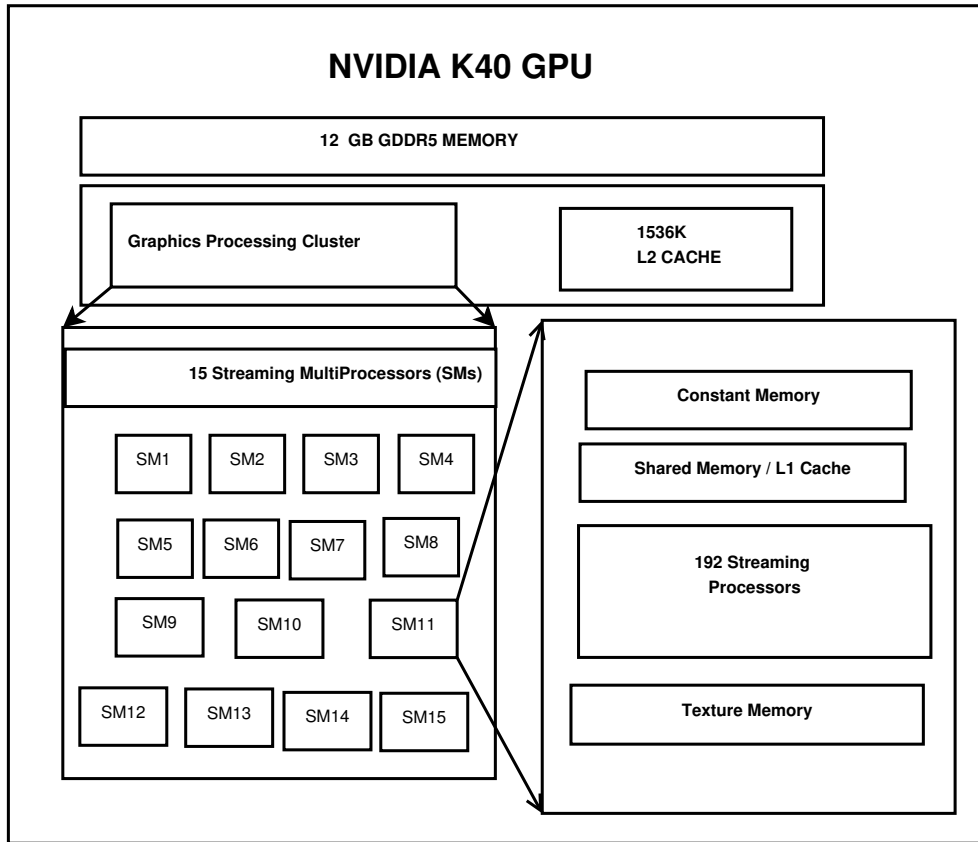 NVIDIA K40 GPU
12 GB GDDR5 MEMORY
Graphics Processing Cluster
1536K
L2 CACHE
15 Streaming MultiProcessors (SMs)
SM1
SM2
SM3
SM4
SM5
SM6
SM7
SM8
SM9
SM10
SM11
SM12
SM13
SM14
SM15
Constant Memory
Shared Memory / L1 Cache
192 Streaming
Processors
Texture Memory